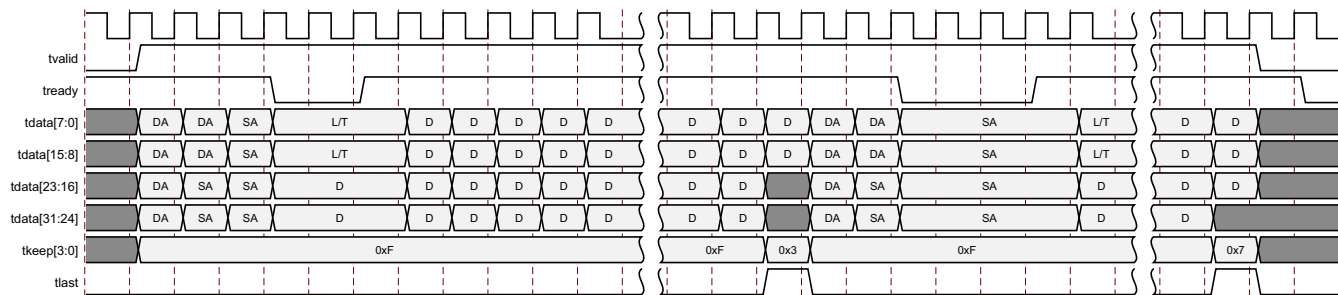 tvalid
tready
tdata[7:0] DA DA SA L/T D D D D D D D D DA DA SA L/T D D
tdata[15:8] DA DA SA L/T D D D D D D D D DA DA SA L/T D D
tdata[23:16] DA SA SA D D D D D D D D DA SA SA D D D
tdata[31:24] DA SA SA D D D D D D D D DA SA SA D D
tkeep[3:0] 0xF 0xF 0x3 0xF 0x7
tlast